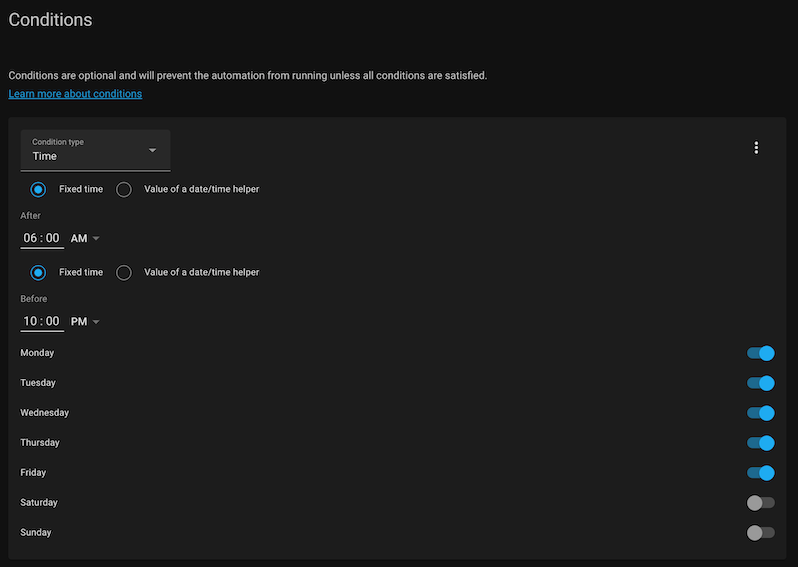 Conditions
Conditions are optional and will prevent the automation from running unless all conditions are satisfied.
Learn more about conditions
Condition type
Time
Fixed time Value of a date/time helper
After
06 : 00 AM
Fixed time Value of a date/time helper
Before
10 : 00 PM
Monday
Tuesday
Wednesday
Thursday
Friday
Saturday
Sunday